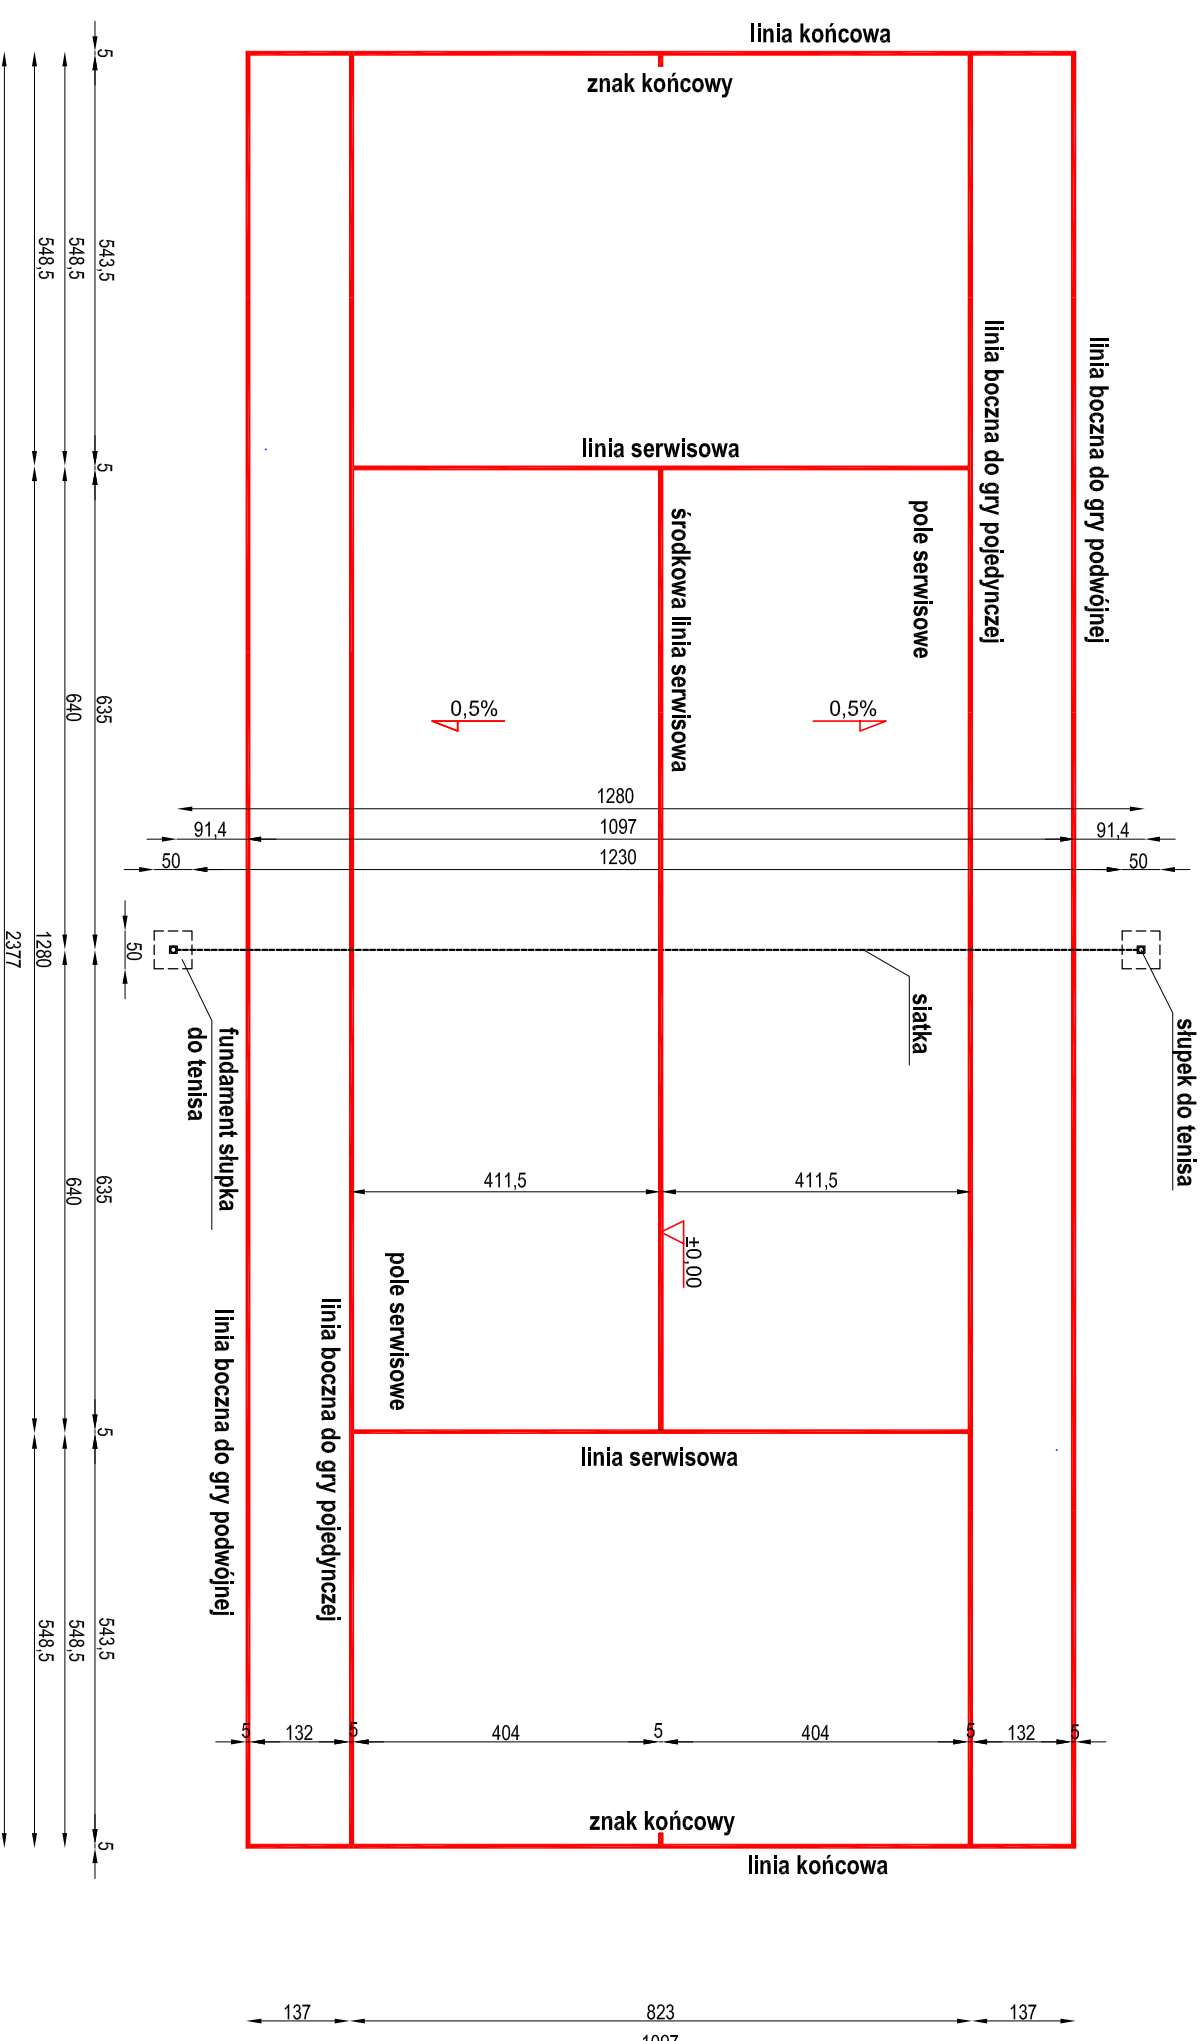 linia końcowa
znak końcowy
5
543,5
548,5
548,5
linia boczna do gry pojedynczej
linia boczna do gry podwójnej
linia serwisowa
5
środkowa linia serwisowa
pole serwisowe
0,5%
0,5%
635
640
1280
91,4
1097
91,4
50
1230
50
50
1280
2377
siatka
słupek do tenisa
fundament słupka
do tenisa
411,5
411,5
±0,00
635
640
pole serwisowe
linia boczna do gry pojedynczej
linia boczna do gry podwójnej
5
linia serwisowa
543,5
548,5
548,5
5
132
5
404
5
404
5
132
5
znak końcowy
5
linia końcowa
137
823
137
1097